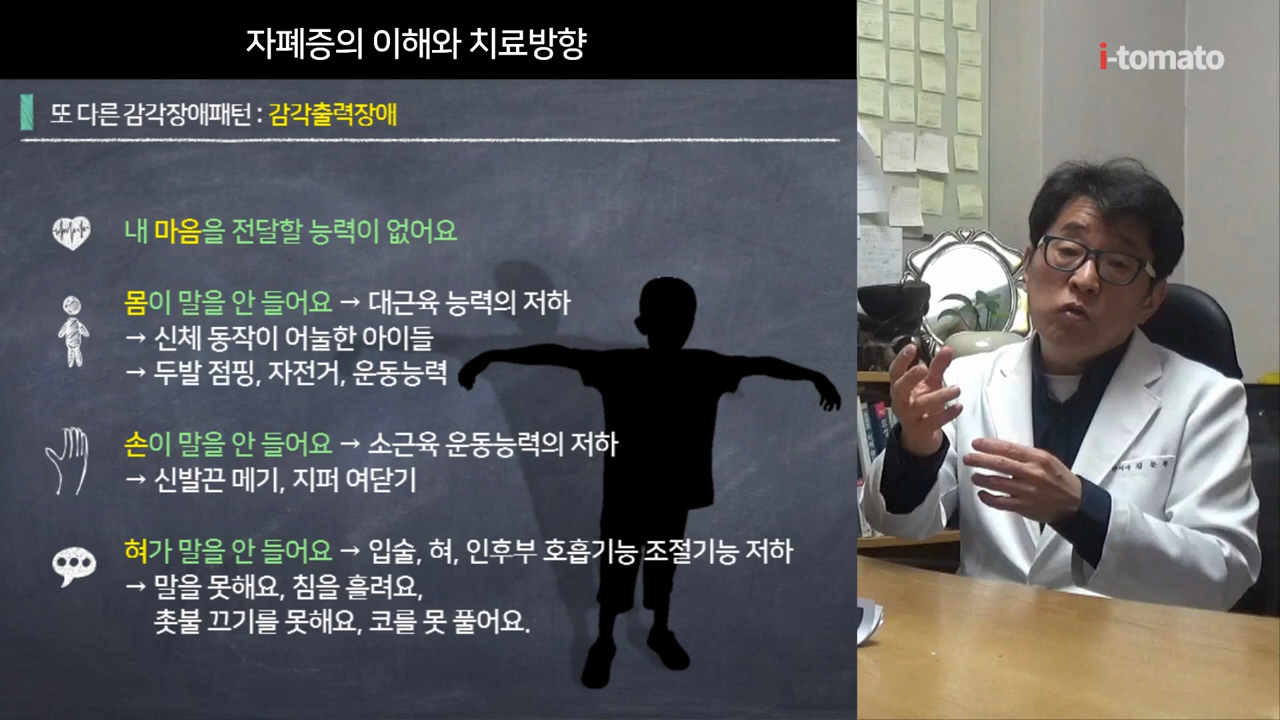 자폐증의 이해와 치료방향
i-tomato
또 다른 감각장애패턴 : 감각출력장애
내 마음을 전달할 능력이 없어요
몸이 말을 안 들어요 → 대근육 능력의 저하
→ 신체 동작이 어눌한 아이들
→ 두발 점핑, 자전거, 운동능력
손이 말을 안 들어요 → 소근육 운동능력의 저하
→ 신발끈 메기, 지퍼 여닫기
혀가 말을 안 들어요 → 입술, 혀, 인후부 호흡기능 조절기능 저하
→ 말을 못해요, 침을 흘려요,
촛불 끄기를 못해요, 코를 못 풀어요.